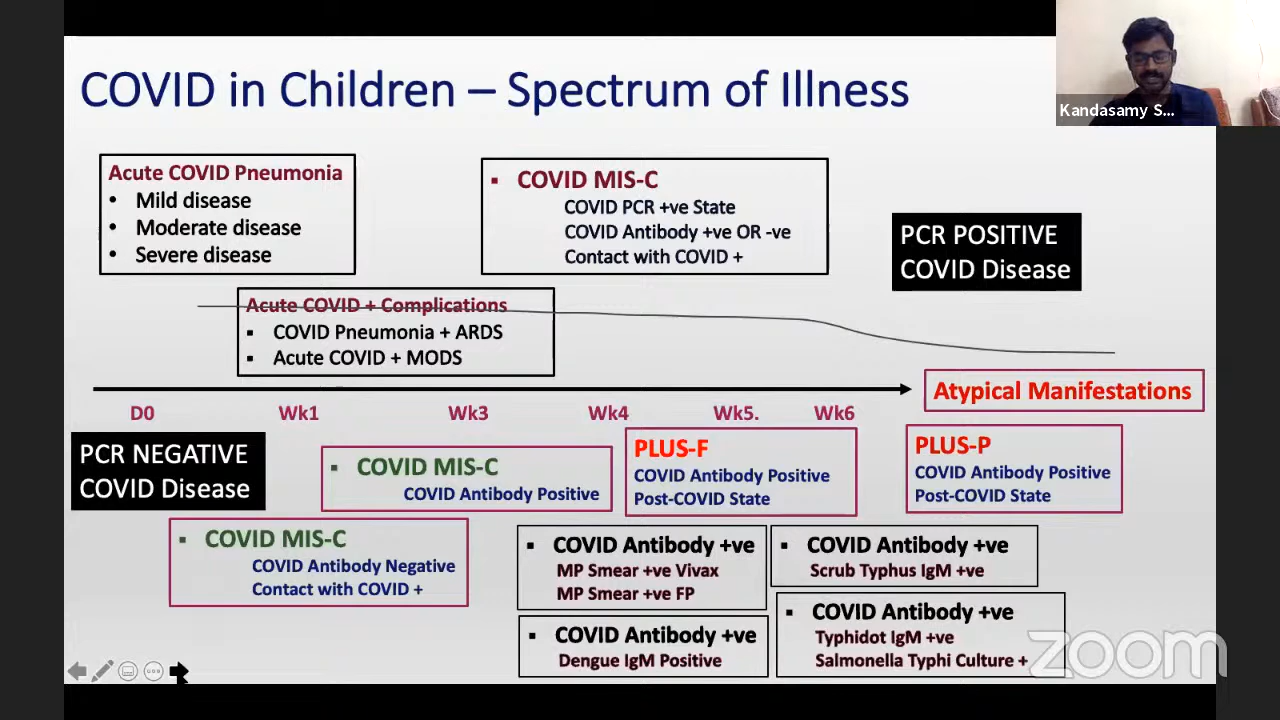 COVID in Children – Spectrum of Illness
Kandasamy S...
Acute COVID Pneumonia
• Mild disease
• Moderate disease
• Severe disease
▪ COVID MIS-C
COVID PCR +ve State
COVID Antibody +ve OR -ve
Contact with COVID +
PCR POSITIVE
COVID Disease
Acute COVID + Complications
▪ COVID Pneumonia + ARDS
▪ Acute COVID + MODS
Atypical Manifestations
D0 Wk1 Wk3 Wk4 Wk5. Wk6
PCR NEGATIVE
COVID Disease
▪ COVID MIS-C
COVID Antibody Positive
PLUS-F
COVID Antibody Positive
Post-COVID State
PLUS-P
COVID Antibody Positive
Post-COVID State
▪ COVID MIS-C
COVID Antibody Negative
Contact with COVID +
▪ COVID Antibody +ve
MP Smear +ve Vivax
MP Smear +ve FP
▪ COVID Antibody +ve
Scrub Typhus IgM +ve
▪ COVID Antibody +ve
Dengue IgM Positive
▪ COVID Antibody +ve
Typhidot IgM +ve
Salmonella Typhi Culture +
zoom